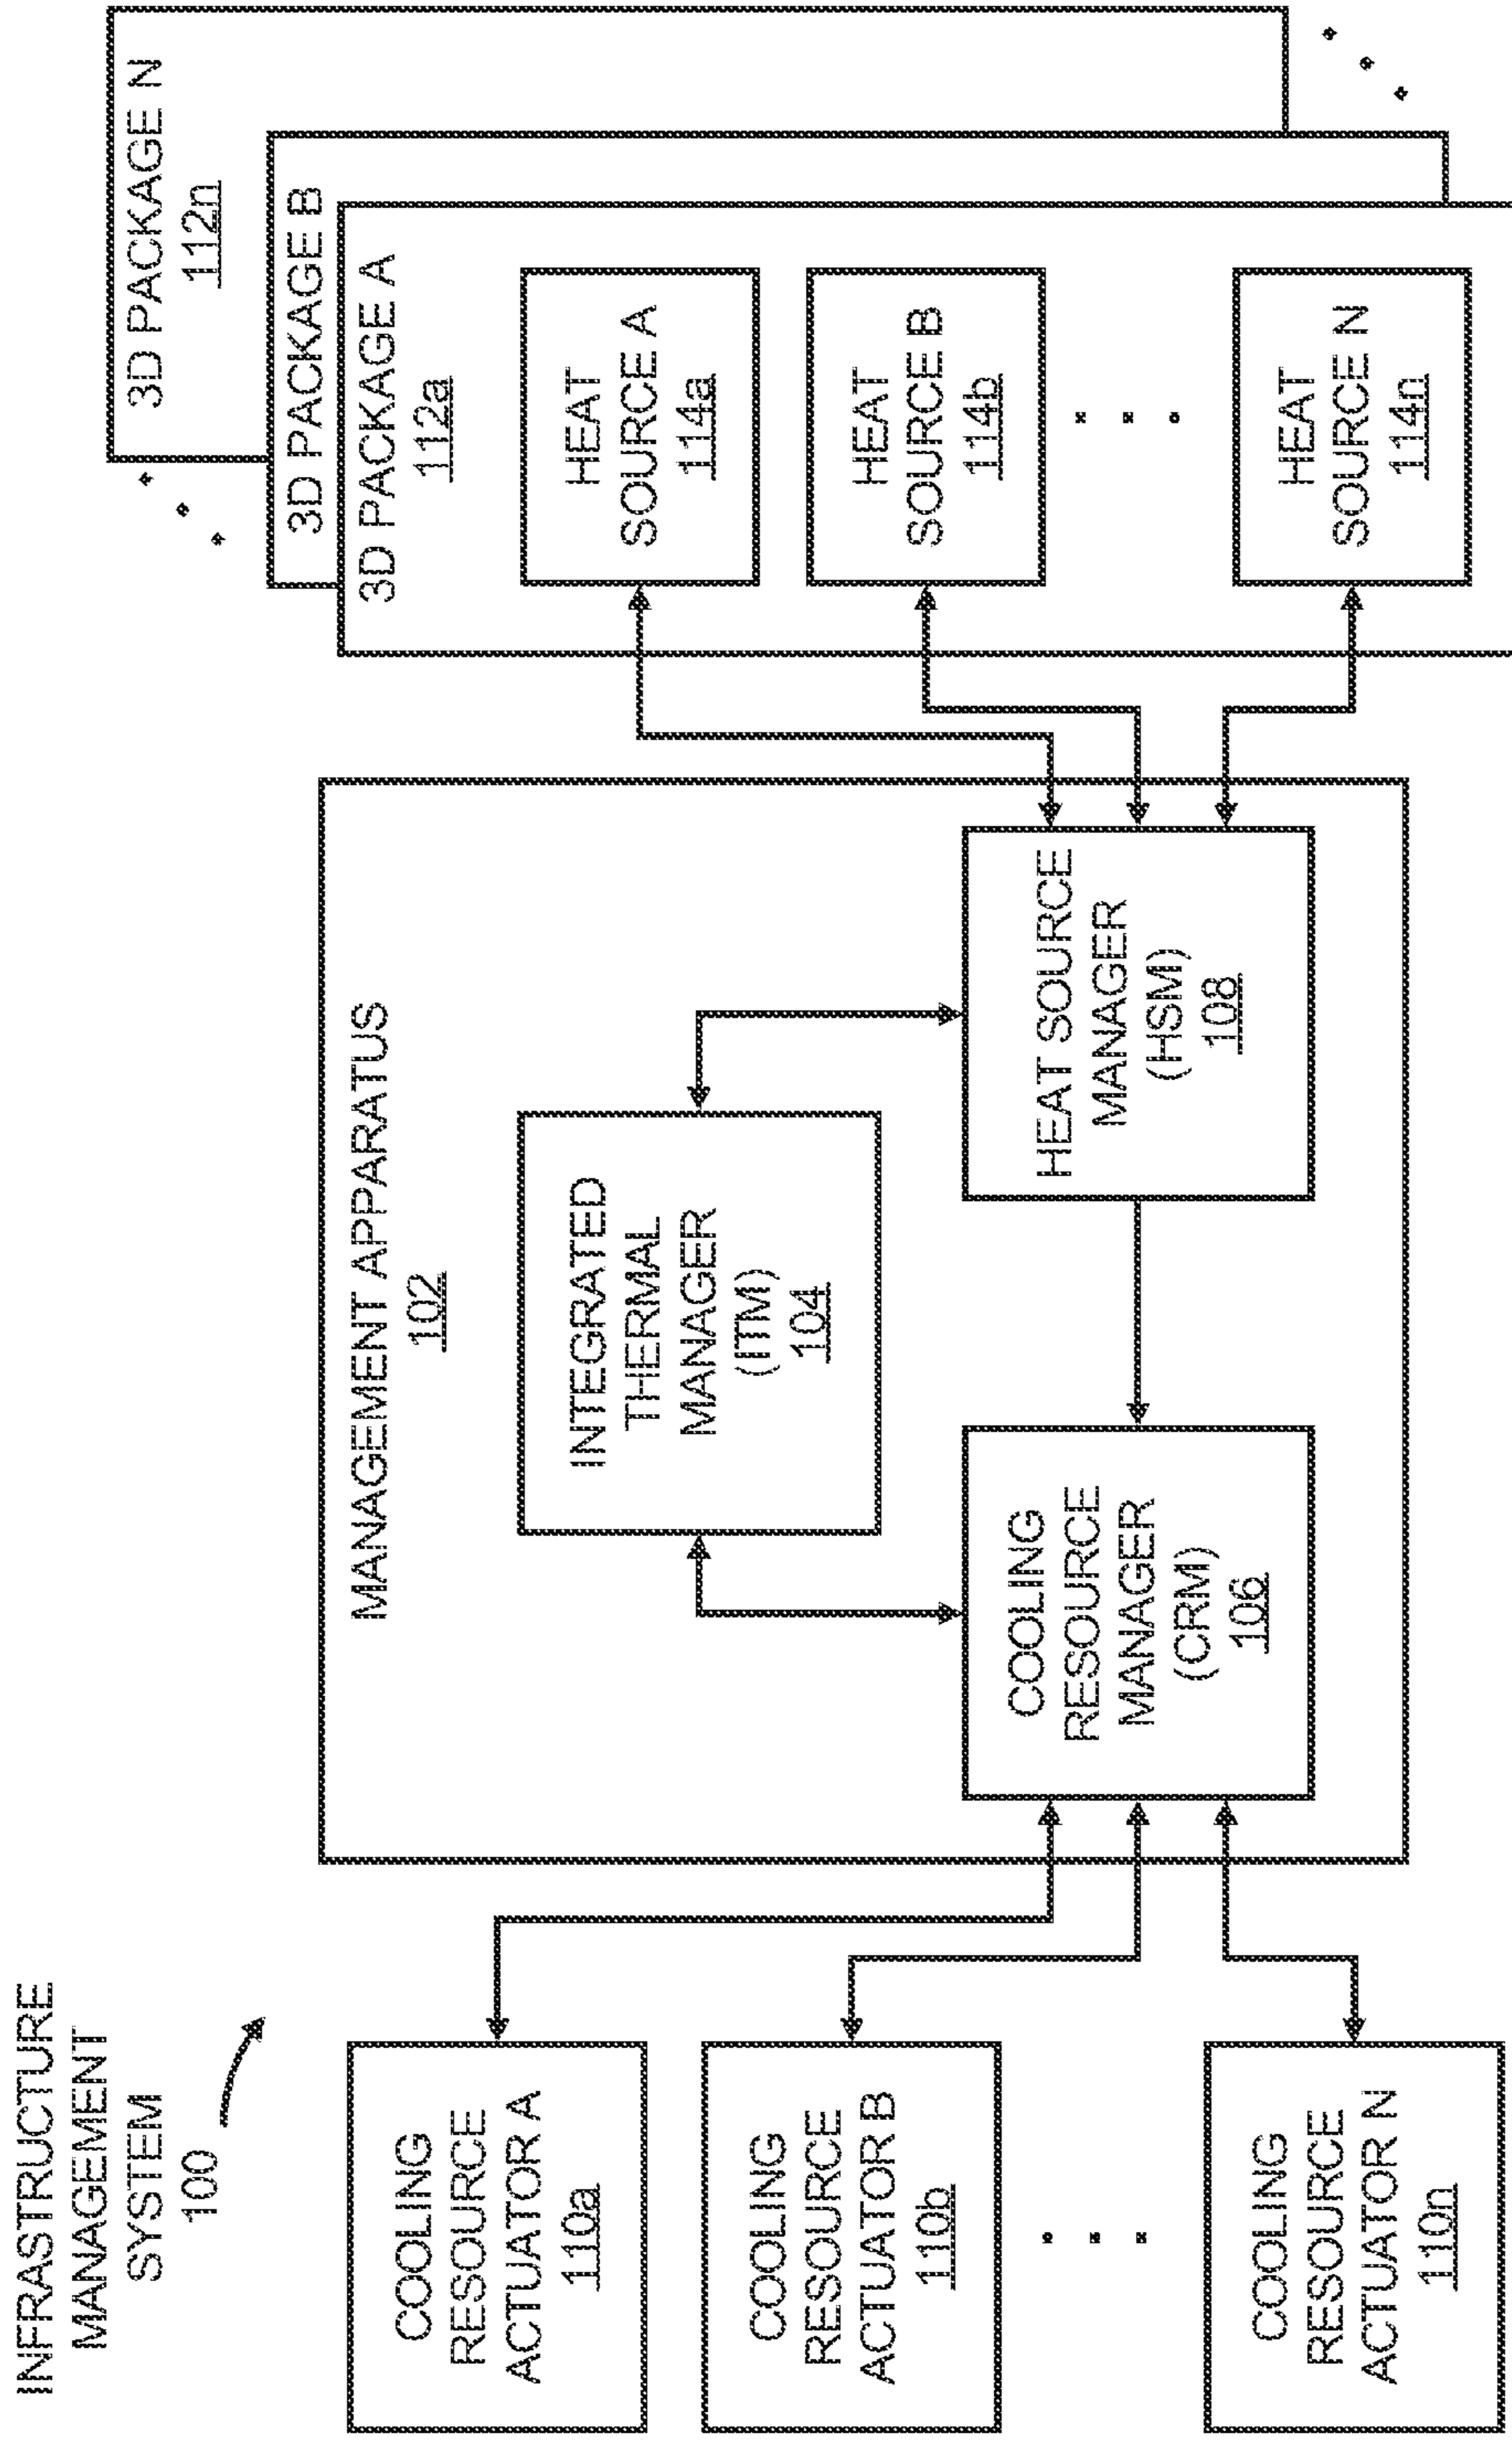 INFRASTRUCTURE
MANAGEMENT
SYSTEM
100
COOLING
RESOURCE
ACTUATOR A
110a
COOLING
RESOURCE
ACTUATOR B
110b
COOLING
RESOURCE
ACTUATOR N
110n
MANAGEMENT APPARATUS
102
INTEGRATED
THERMAL
MANAGER
(ITM)
104
COOLING
RESOURCE
MANAGER
(CRM)
106
HEAT SOURCE
MANAGER
(HSM)
108
3D PACKAGE N
112n
3D PACKAGE B
3D PACKAGE A
112a
HEAT
SOURCE A
114a
HEAT
SOURCE B
114b
HEAT
SOURCE N
114n